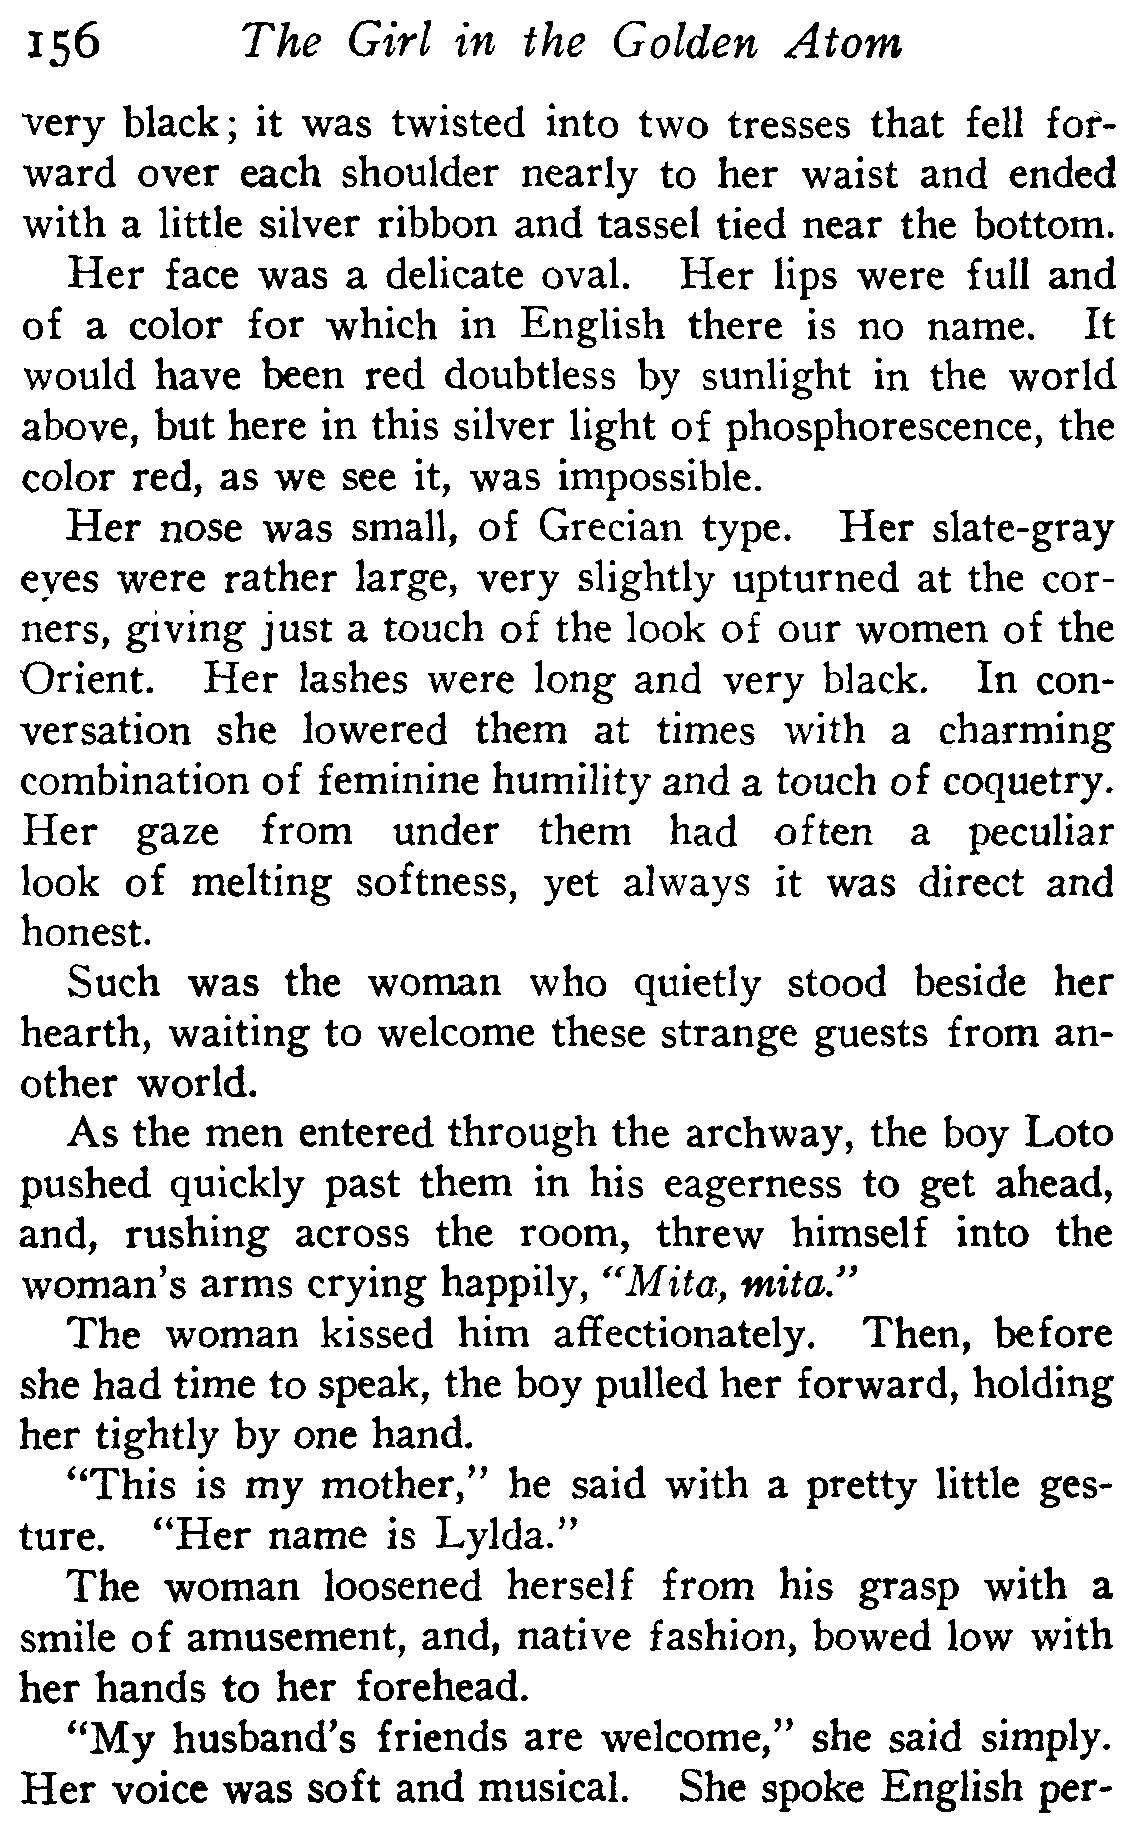 156 The Girl in the Golden Atom
very black; it was twisted into two tresses that fell for-
ward over each shoulder nearly to her waist and ended
with a little silver ribbon and tassel tied near the bottom.
Her face was a delicate oval. Her lips were full and
of a color for which in English there is no name. It
would have been red doubtless by sunlight in the world
above, but here in this silver light of phosphorescence, the
color red, as we see it, was impossible.
Her nose was small, of Grecian type. Her slate-gray
eyes were rather large, very slightly upturned at the cor-
ners, giving just a touch of the look of our women of the
Orient. Her lashes were long and very black. In con-
versation she lowered them at times with a charming
combination of feminine humility and a touch of coquetry.
Her gaze from under them had often a peculiar
look of melting softness, yet always it was direct and
honest.
Such was the woman who quietly stood beside her
hearth, waiting to welcome these strange guests from an-
other world.
As the men entered through the archway, the boy Loto
pushed quickly past them in his eagerness to get ahead,
and, rushing across the room, threw himself into the
woman's arms crying happily, "Mita, mita."
The woman kissed him affectionately. Then, before
she had time to speak, the boy pulled her forward, holding
her tightly by one hand.
"This is my mother," he said with a pretty little ges-
ture. "Her name is Lylda."
The woman loosened herself from his grasp with a
smile of amusement, and, native fashion, bowed low with
her hands to her forehead.
"My husband's friends are welcome," she said simply.
Her voice was soft and musical. She spoke English per-